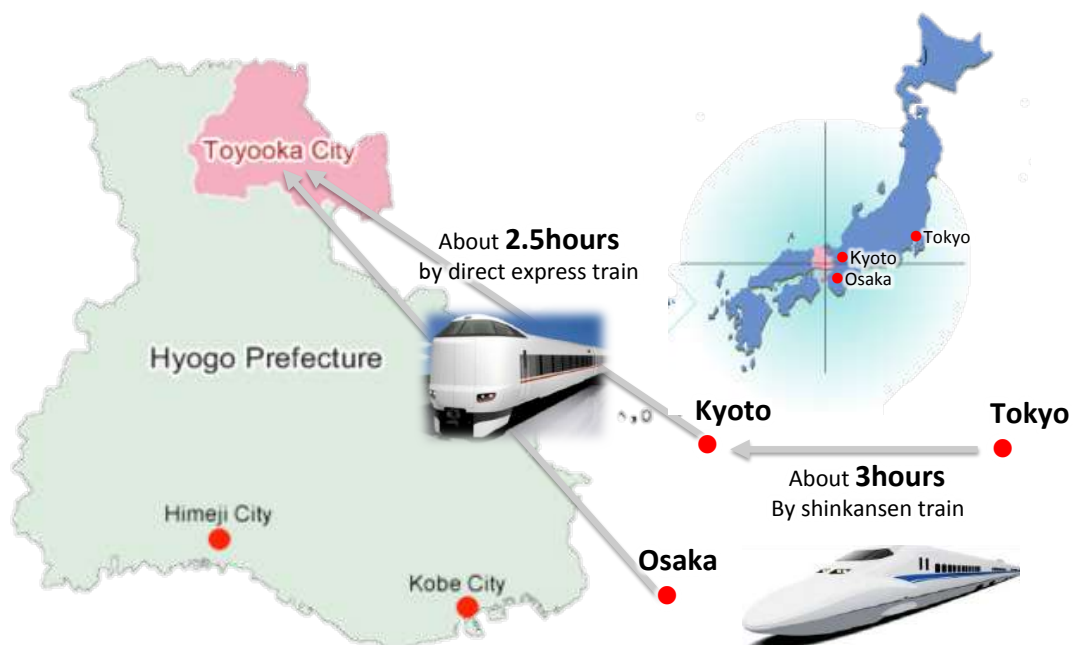 Toyooka City
About 2.5hours
by direct express train
Hyogo Prefecture
Himeji City
Kobe City
Tokyo
Kyoto
Osaka
Kyoto
Tokyo
About 3hours
By shinkansen train
Osaka